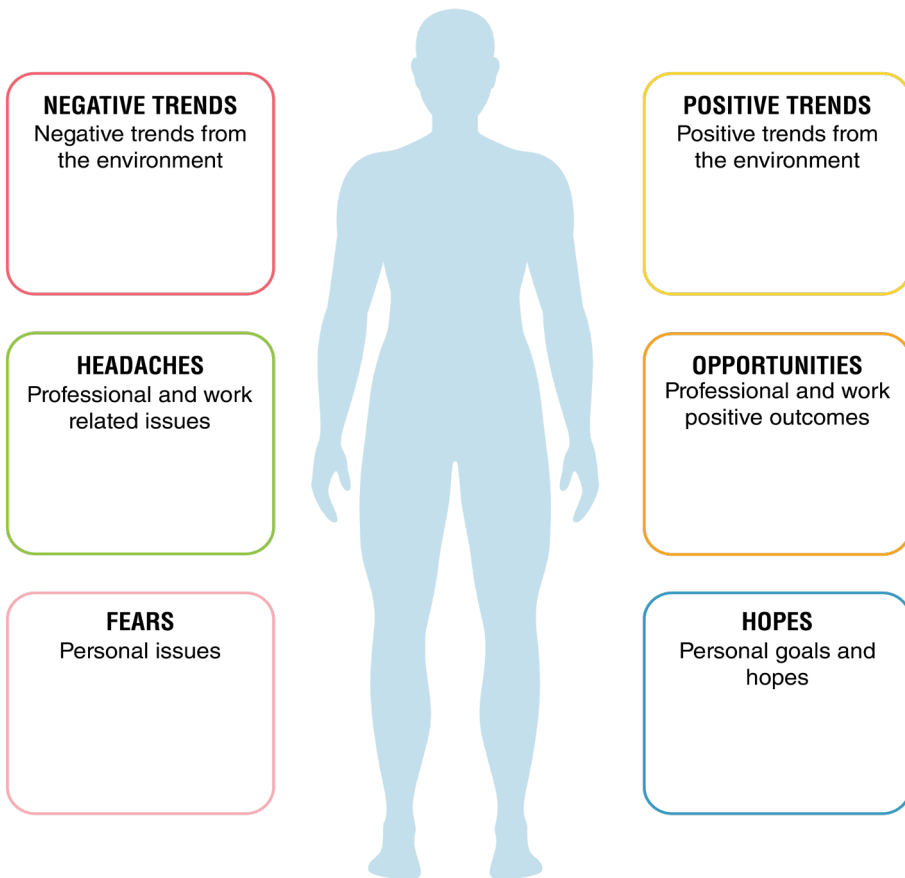 NEGATIVE TRENDS
Negative trends from
the environment
POSITIVE TRENDS
Positive trends from
the environment
HEADACHES
Professional and work
related issues
OPPORTUNITIES
Professional and work
positive outcomes
FEARS
Personal issues
HOPES
Personal goals and
hopes